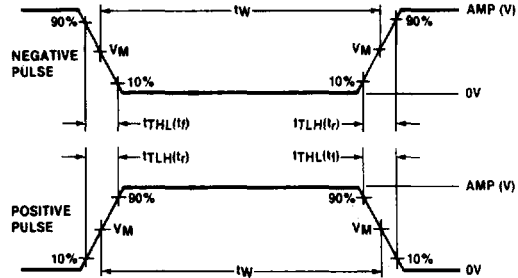 tW
AMP (V)
90%
90%
NEGATIVE
PULSE
VM
VM
10%
10%
0V
tTHL(tf)
tTLH(tr)
tTLH(tr)
tTHL(tf)
AMP (V)
90%
90%
POSITIVE
PULSE
VM
VM
10%
10%
0V
tW